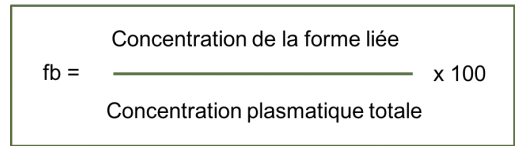 Concentration de la forme liée
fb = x 100
Concentration plasmatique totale